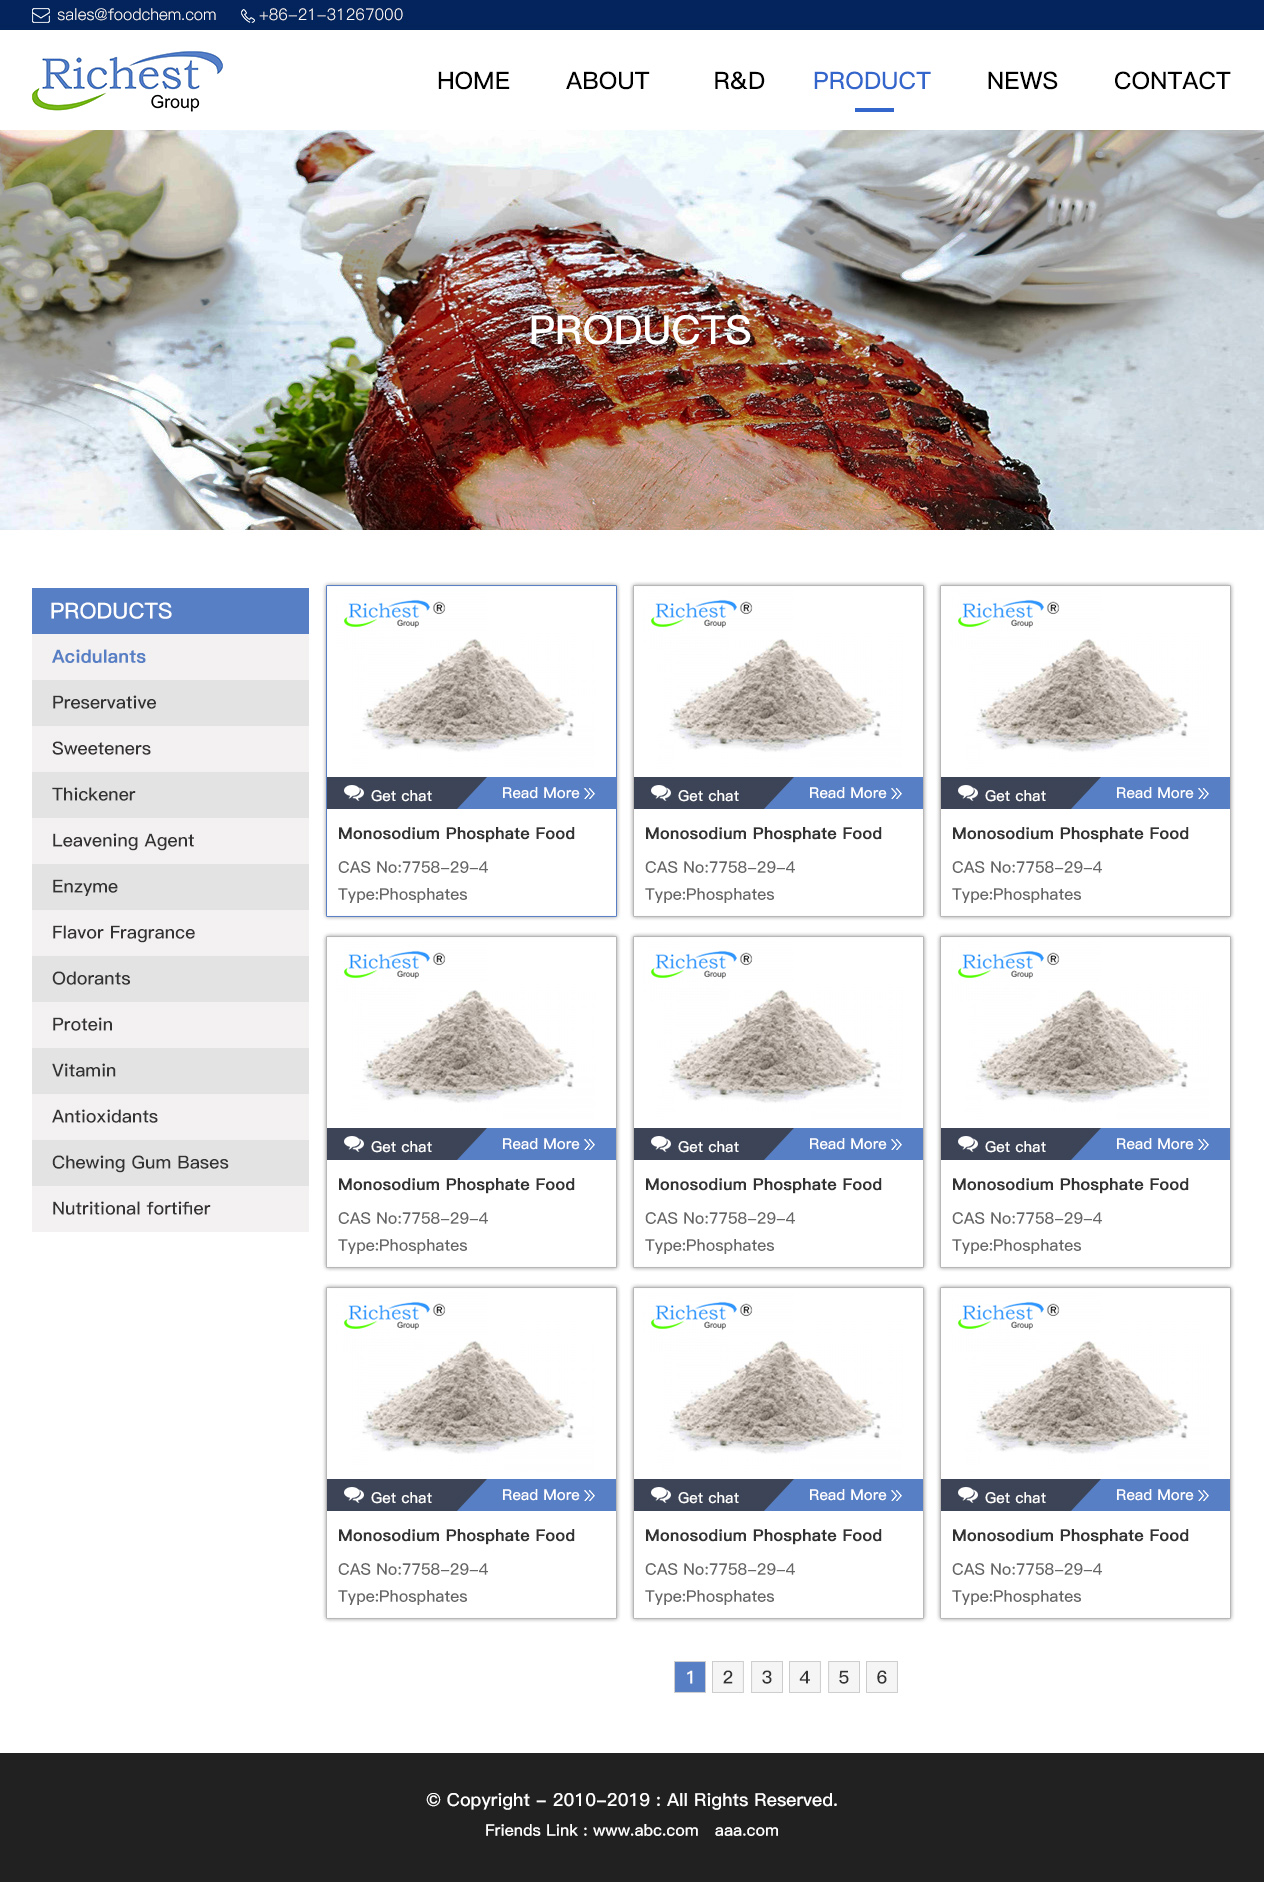 sales@foodchem.com +86-21-31267000
Richest Group
HOME ABOUT R&D PRODUCT NEWS CONTACT
PRODUCTS
PRODUCTS
Acidulants
Preservative
Sweeteners
Thickener
Leavening Agent
Enzyme
Flavor Fragrance
Odorants
Protein
Vitamin
Antioxidants
Chewing Gum Bases
Nutritional fortifier
Richest Group ®
Get chat Read More
Monosodium Phosphate Food
CAS No:7758-29-4
Type:Phosphates
Richest Group ®
Get chat Read More
Monosodium Phosphate Food
CAS No:7758-29-4
Type:Phosphates
Richest Group ®
Get chat Read More
Monosodium Phosphate Food
CAS No:7758-29-4
Type:Phosphates
Richest Group ®
Get chat Read More
Monosodium Phosphate Food
CAS No:7758-29-4
Type:Phosphates
Richest Group ®
Get chat Read More
Monosodium Phosphate Food
CAS No:7758-29-4
Type:Phosphates
Richest Group ®
Get chat Read More
Monosodium Phosphate Food
CAS No:7758-29-4
Type:Phosphates
Richest Group ®
Get chat Read More
Monosodium Phosphate Food
CAS No:7758-29-4
Type:Phosphates
Richest Group ®
Get chat Read More
Monosodium Phosphate Food
CAS No:7758-29-4
Type:Phosphates
Richest Group ®
Get chat Read More
Monosodium Phosphate Food
CAS No:7758-29-4
Type:Phosphates
1 2 3 4 5 6
© Copyright - 2010-2019 : All Rights Reserved.
Friends Link : www.abc.com aaa.com